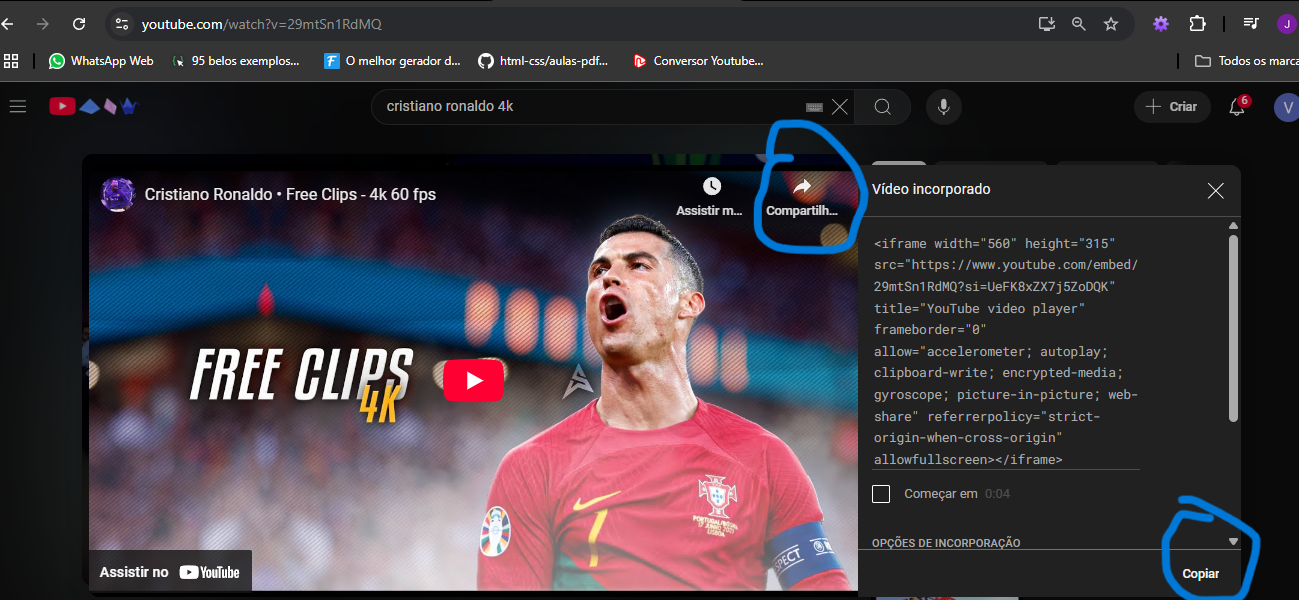 youtube.com/watch?v=29mtSn1RdMQ
WhatsApp Web
95 belos exemplos...
F
O melhor gerador d...
html-css/aulas-pdf...
Conversor Youtube...
Todos os marca
J
cristiano ronaldo 4k
Criar
6
V
Cristiano Ronaldo • Free Clips - 4k 60 fps
Assistir m...
Compartilh...
Vídeo incorporado
<iframe width="560" height="315"
src="https://www.youtube.com/embed/
29mtSn1RdMQ?si=UeFK8xZX7j5ZoDQK"
title="YouTube video player"
frameborder="0"
allow="accelerometer; autoplay;
clipboard-write; encrypted-media;
gyroscope; picture-in-picture; web-
share" referrerpolicy="strict-
origin-when-cross-origin"
allowfullscreen></iframe>
FREE CLIPS
4K
7
PORTUGAL
LISBOA
SPECT
Começar em 0:04
OPÇÕES DE INCORPORAÇÃO
Assistir no YouTube
Copiar